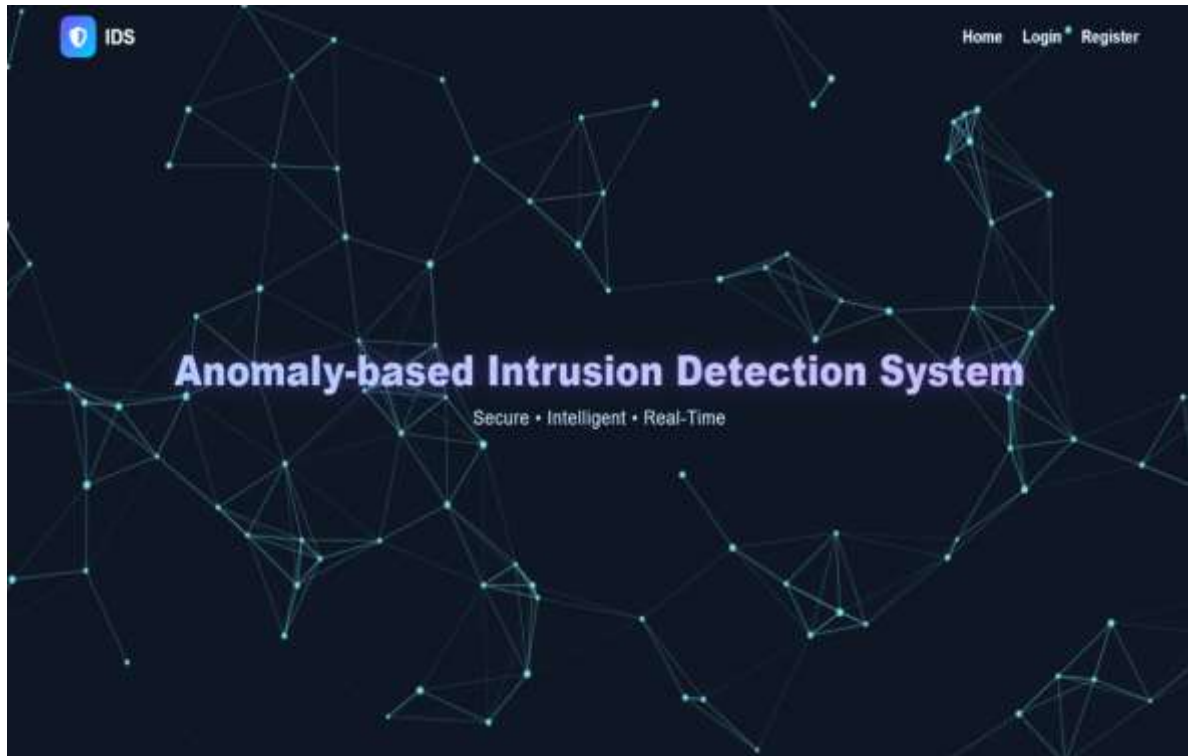 IDS
Home Login Register
Anomaly-based Intrusion Detection System
Secure • Intelligent • Real-Time